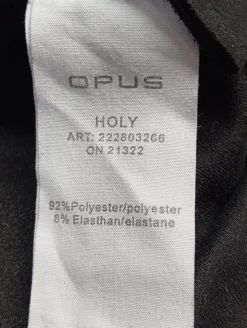 OPUS
HOLY
ART: 222803266
ON 21322
92%Polyester/polyester
8% Elasthan/elastane